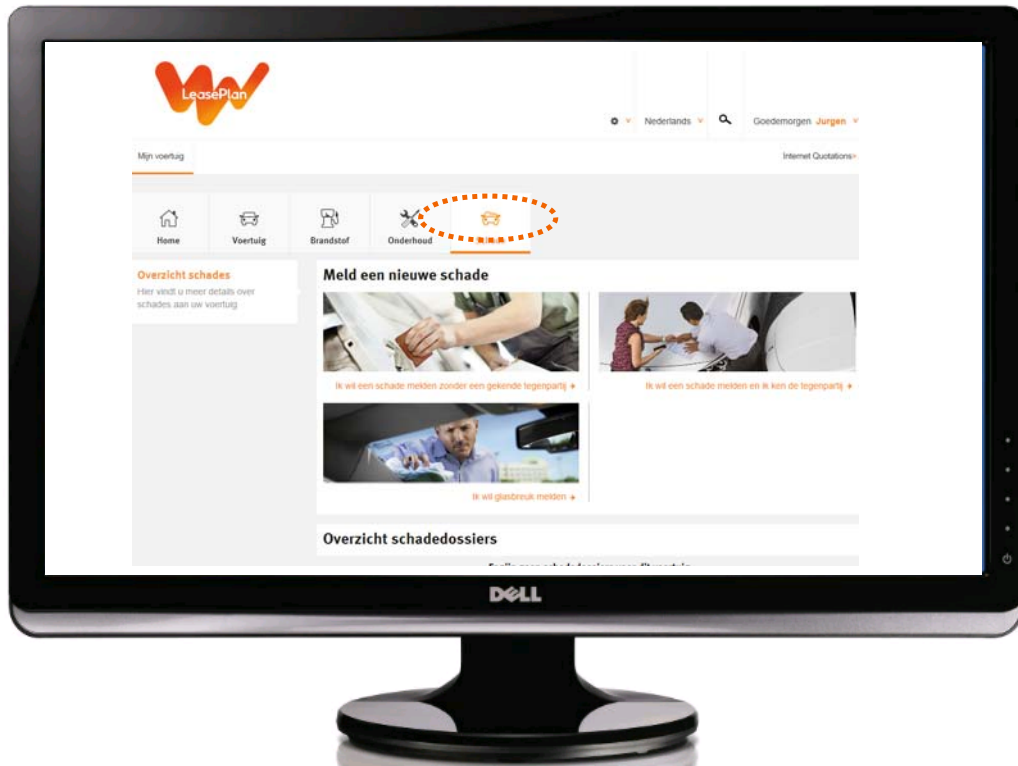 LeasePlan
Nederlands
Goedemorgen Jurgen
Mijn voertuig
Internet Quotations>
Home
Voertuig
Brandstof
Onderhoud
Overzicht schades
Hier vindt u meer details over
schades aan uw voertuig
Meld een nieuwe schade
Ik wil een schade melden zonder een gekende tegenpartij
Ik wil een schade melden en ik ken de tegenpartij
Ik wil glasbreuk melden
Overzicht schadedossiers
DELL